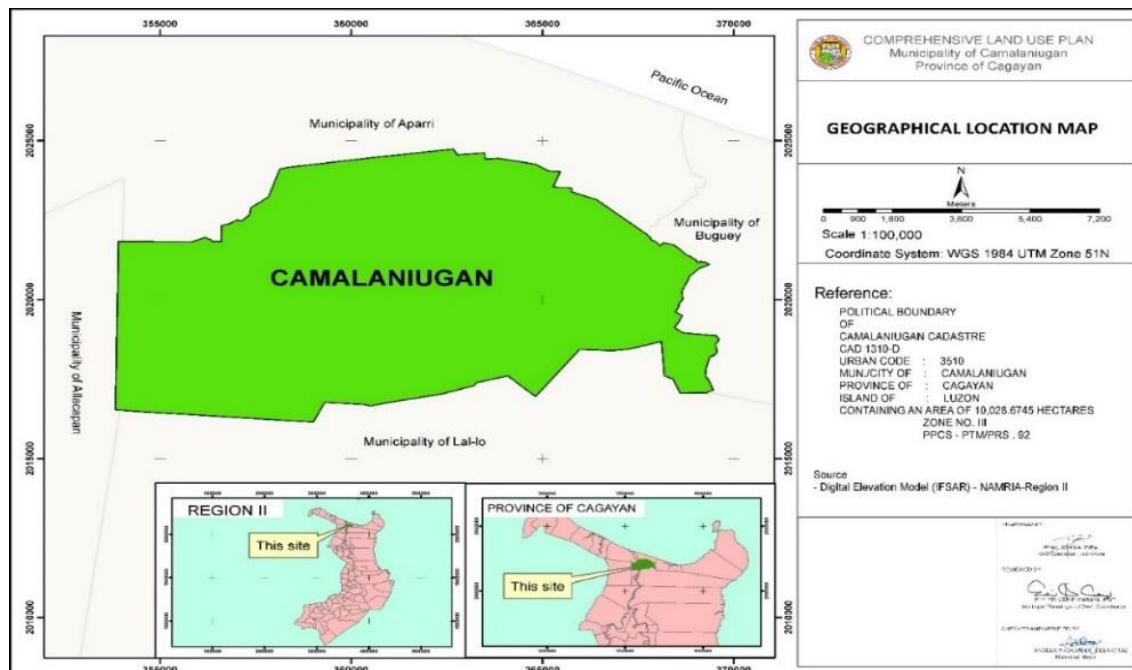 355000 360000 365000 370000
Pacific Ocean
Municipality of Aparri
2025000 2025000
Municipality of
Buguey
CAMALANIUGAN
2020000 2020000
Municipality of Allacapan
Municipality of Lal-lo
2015000 2015000
REGION II
This site
PROVINCE OF CAGAYAN
This site
2010000 2010000
355000 360000 365000 370000
COMPREHENSIVE LAND USE PLAN
Municipality of Camalaniugan
Province of Cagayan
GEOGRAPHICAL LOCATION MAP
N
Meters
0 900 1,800 3,600 5,400 7,200
Scale 1:100,000
Coordinate System: WGS 1984 UTM Zone 51N
Reference:
POLITICAL BOUNDARY
OF
CAMALANIUGAN CADASTRE
CAD 1310-D
URBAN CODE : 3510
MUN./CITY OF : CAMALANIUGAN
PROVINCE OF : CAGAYAN
ISLAND OF : LUZON
CONTAINING AN AREA OF 10,028.6745 HECTARES
ZONE NO. III
PPCS - PTM/PRS . 92
Source
- Digital Elevation Model (IFSAR) - NAMRIA-Region II
REVIEWED BY: